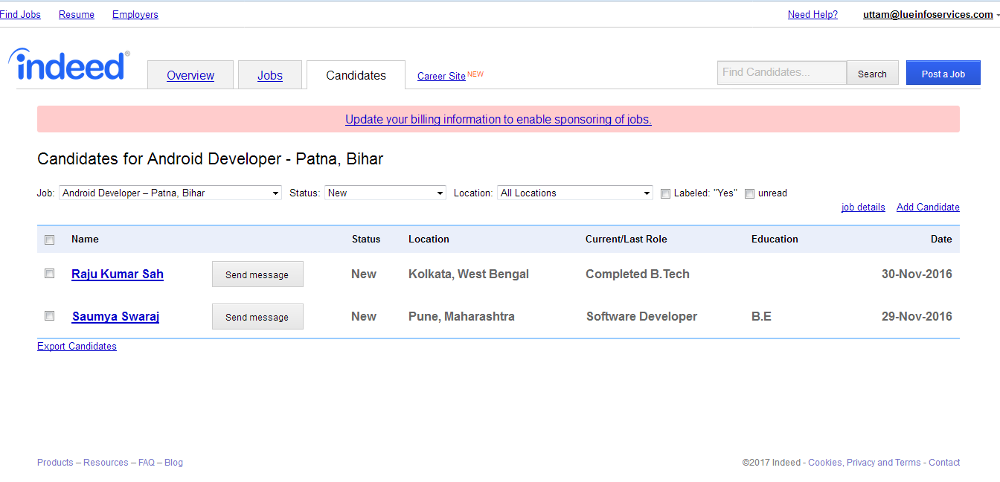 Find Jobs Resume Employers Need Help? uttam@lueinfoservices.com
indeed®
Overview Jobs Candidates Career Site NEW Find Candidates... Search Post a Job
Update your billing information to enable sponsoring of jobs.
Candidates for Android Developer - Patna, Bihar
Job: Android Developer – Patna, Bihar Status: New Location: All Locations Labeled: "Yes" unread
job details Add Candidate
Name Status Location Current/Last Role Education Date
Raju Kumar Sah Send message New Kolkata, West Bengal Completed B.Tech 30-Nov-2016
Saumya Swaraj Send message New Pune, Maharashtra Software Developer B.E 29-Nov-2016
Export Candidates
Products – Resources – FAQ – Blog ©2017 Indeed - Cookies, Privacy and Terms - Contact